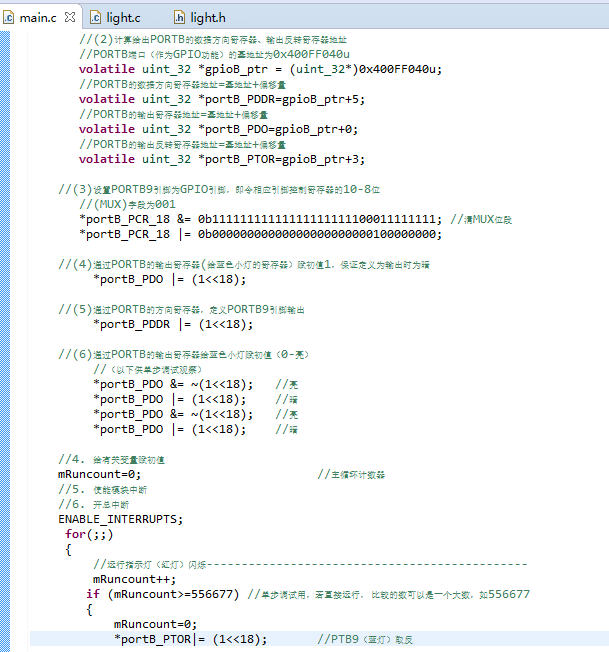 main.c light.c light.h
//(2)计算给出PORTB的数据方向寄存器、输出反转寄存器地址
//PORTB端口（作为GPIO功能）的基地址为0x400FF040u
volatile uint_32 *gpioB_ptr = (uint_32*)0x400FF040u;
//PORTB的数据方向寄存器地址=基地址+偏移量
volatile uint_32 *portB_PDDR=gpioB_ptr+5;
//PORTB的输出寄存器地址=基地址+偏移量
volatile uint_32 *portB_PDO=gpioB_ptr+0;
//PORTB的输出反转寄存器地址=基地址+偏移量
volatile uint_32 *portB_PTOR=gpioB_ptr+3;
//(3)设置PORTB9引脚为GPIO引脚，即令相应引脚控制寄存器的10-8位
//(MUX)字段为001
*portB_PCR_18 &= 0b11111111111111111111100011111111; //清MUX位段
*portB_PCR_18 |= 0b00000000000000000000000100000000;
//(4)通过PORTB的输出寄存器(给蓝色小灯的寄存器）赋初值1，保证定义为输出时为暗
*portB_PDO |= (1<<18);
//(5)通过PORTB的方向寄存器，定义PORTB9引脚输出
*portB_PDDR |= (1<<18);
//(6)通过PORTB的输出寄存器给蓝色小灯赋初值（0-亮）
//（以下供单步调试观察）
*portB_PDO &= ~(1<<18); //亮
*portB_PDO |= (1<<18); //暗
*portB_PDO &= ~(1<<18); //亮
*portB_PDO |= (1<<18); //暗
//4. 给有关变量赋初值
mRuncount=0; //主循环计数器
//5. 使能模块中断
//6. 开总中断
ENABLE_INTERRUPTS;
for(;;)
{
//运行指示灯（红灯）闪烁----------------------------------------------
mRuncount++;
if (mRuncount>=556677) //单步调试用，若直接运行，比较的数可以是一个大数，如556677
{
mRuncount=0;
*portB_PTOR|= (1<<18); //PTB9（蓝灯）取反